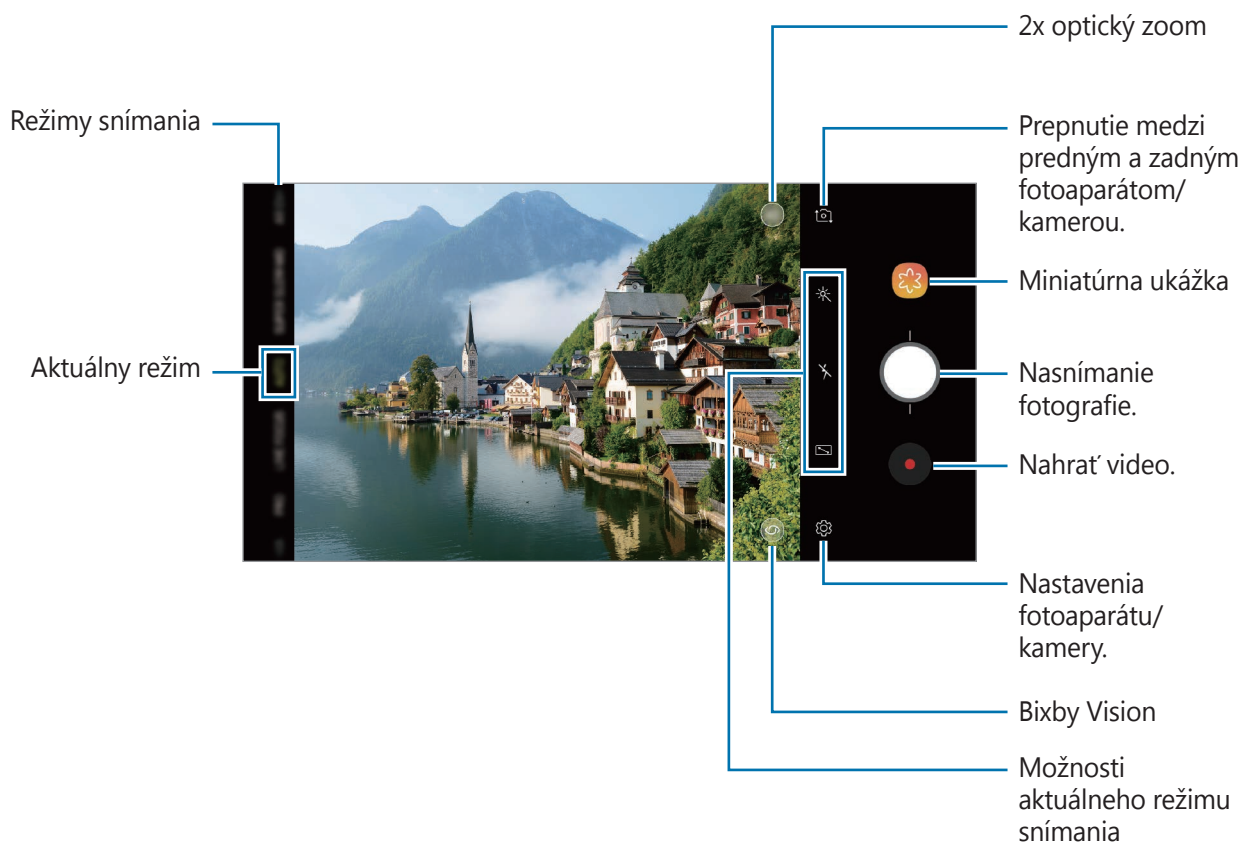 2x optický zoom
Režimy snímania
Prepnutie medzi
predným a zadným
fotoaparátom/
kamerou.
Miniatúrna ukážka
Aktuálny režim
Nasnímanie
fotografie.
Nahrať video.
Nastavenia
fotoaparátu/
kamery.
Bixby Vision
Možnosti
aktuálneho režimu
snímania